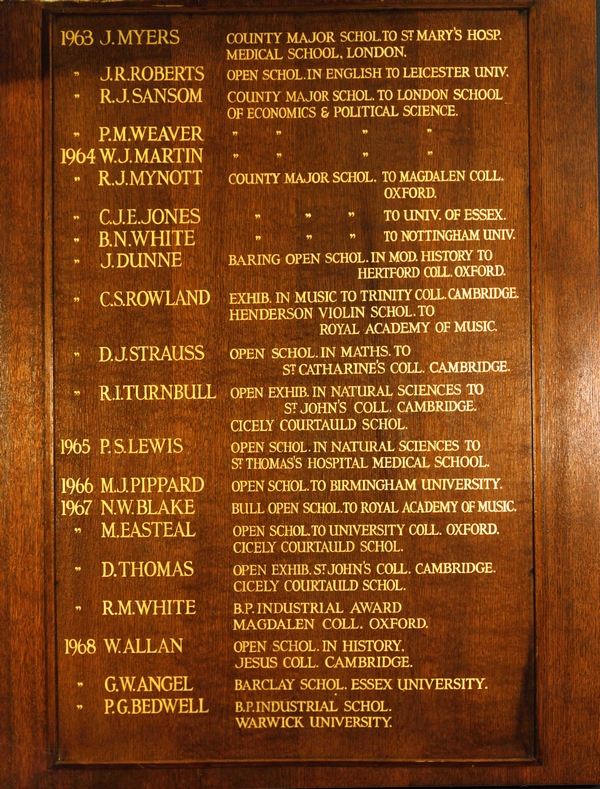 1963 J. MYERS COUNTY MAJOR SCHOL. TO ST MARY'S HOSP.
MEDICAL SCHOOL, LONDON.
" J.R. ROBERTS OPEN SCHOL. IN ENGLISH TO LEICESTER UNIV.
" R.J. SANSOM COUNTY MAJOR SCHOL. TO LONDON SCHOOL
OF ECONOMICS & POLITICAL SCIENCE.
" P.M. WEAVER " " " "
1964 W.J. MARTIN " " " "
" R.J. MYNOTT COUNTY MAJOR SCHOL. TO MAGDALEN COLL.
OXFORD.
" C.J.E. JONES " " " TO UNIV. OF ESSEX.
" B.N. WHITE " " " TO NOTTINGHAM UNIV.
" J. DUNNE BARING OPEN SCHOL. IN MOD. HISTORY TO
HERTFORD COLL. OXFORD.
" C.S. ROWLAND EXHIB. IN MUSIC TO TRINITY COLL. CAMBRIDGE.
HENDERSON VIOLIN SCHOL. TO
ROYAL ACADEMY OF MUSIC.
" D.J. STRAUSS OPEN SCHOL. IN MATHS. TO
ST CATHARINE'S COLL. CAMBRIDGE.
" R.I. TURNBULL OPEN EXHIB. IN NATURAL SCIENCES TO
ST JOHN'S COLL. CAMBRIDGE.
CICELY COURTAULD SCHOL.
1965 P.S. LEWIS OPEN SCHOL. IN NATURAL SCIENCES TO
ST THOMAS'S HOSPITAL MEDICAL SCHOOL.
1966 M.J. PIPPARD OPEN SCHOL. TO BIRMINGHAM UNIVERSITY.
1967 N.W. BLAKE BULL OPEN SCHOL. TO ROYAL ACADEMY OF MUSIC.
" M. EASTEAL OPEN SCHOL. TO UNIVERSITY COLL. OXFORD.
CICELY COURTAULD SCHOL.
" D. THOMAS OPEN EXHIB. ST JOHN'S COLL. CAMBRIDGE.
CICELY COURTAULD SCHOL.
" R.M. WHITE B.P. INDUSTRIAL AWARD
MAGDALEN COLL. OXFORD.
1968 W. ALLAN OPEN SCHOL. IN HISTORY,
JESUS COLL. CAMBRIDGE.
" G.W. ANGEL BARCLAY SCHOL. ESSEX UNIVERSITY.
" P.G. BEDWELL B.P. INDUSTRIAL SCHOL.
WARWICK UNIVERSITY.